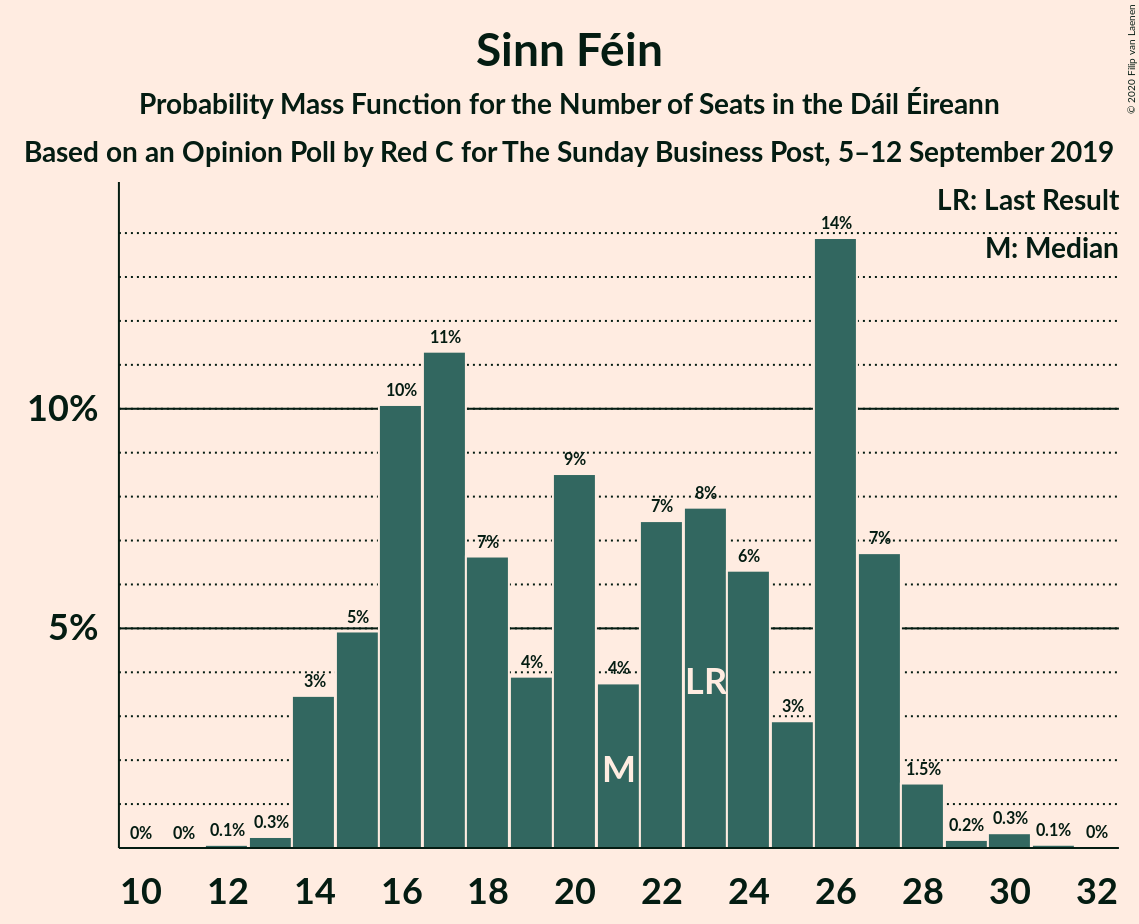 © 2020 Filip van Laenen
Sinn Féin
Probability Mass Function for the Number of Seats in the Dáil Éireann
Based on an Opinion Poll by Red C for The Sunday Business Post, 5–12 September 2019
LR: Last Result
M: Median
10%
5%
0%
0%
0.1%
0.3%
3%
5%
10%
11%
7%
4%
9%
4%
7%
8%
6%
3%
14%
7%
1.5%
0.2%
0.3%
0.1%
0%
M
LR
10 12 14 16 18 20 22 24 26 28 30 32